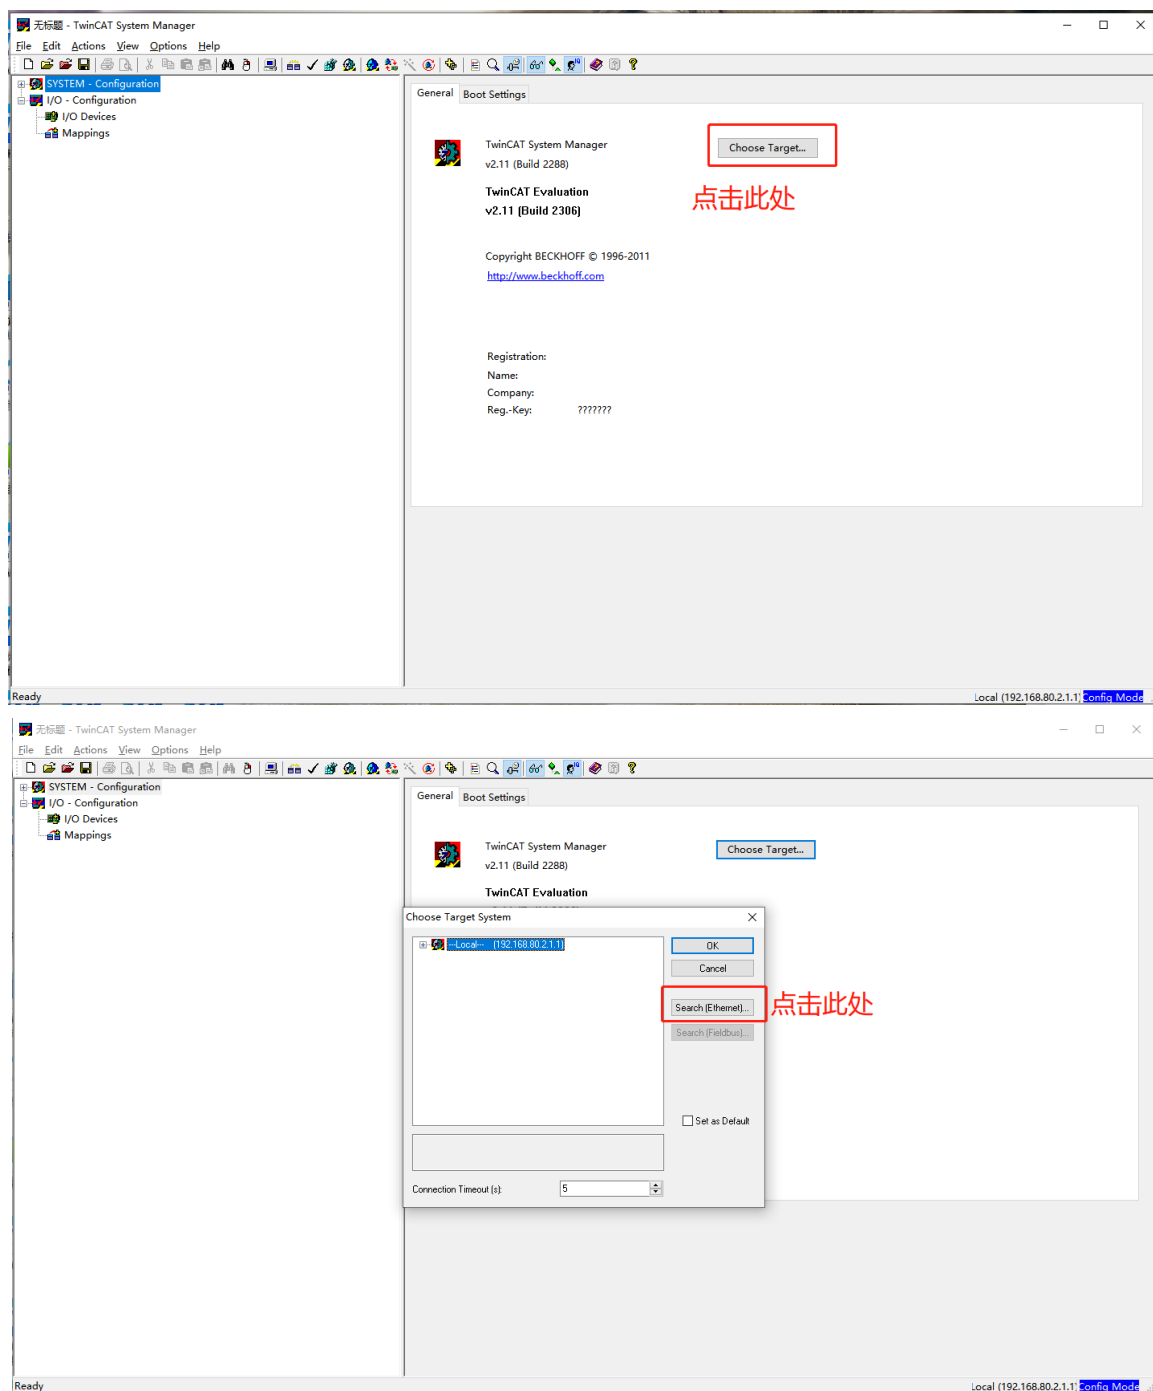 无标题 - TwinCAT System Manager
File Edit Actions View Options Help
SYSTEM - Configuration
I/O - Configuration
I/O Devices
Mappings
General Boot Settings
TwinCAT System Manager
v2.11 (Build 2288)
Choose Target...
点击此处
TwinCAT Evaluation
v2.11 (Build 2306)
Copyright BECKHOFF © 1996-2011
http://www.beckhoff.com
Registration:
Name:
Company:
Reg.-Key: ???????
Ready
Local (192.168.80.2.1.1) Config Mode
无标题 - TwinCAT System Manager
File Edit Actions View Options Help
SYSTEM - Configuration
I/O - Configuration
I/O Devices
Mappings
General Boot Settings
TwinCAT System Manager
v2.11 (Build 2288)
Choose Target...
TwinCAT Evaluation
Choose Target System
---Local--- (192.168.80.2.1.1)
OK
Cancel
Search (Ethernet)...
点击此处
Search (Fieldbus)...
Set as Default
Connection Timeout (s): 5
Ready
Local (192.168.80.2.1.1) Config Mode